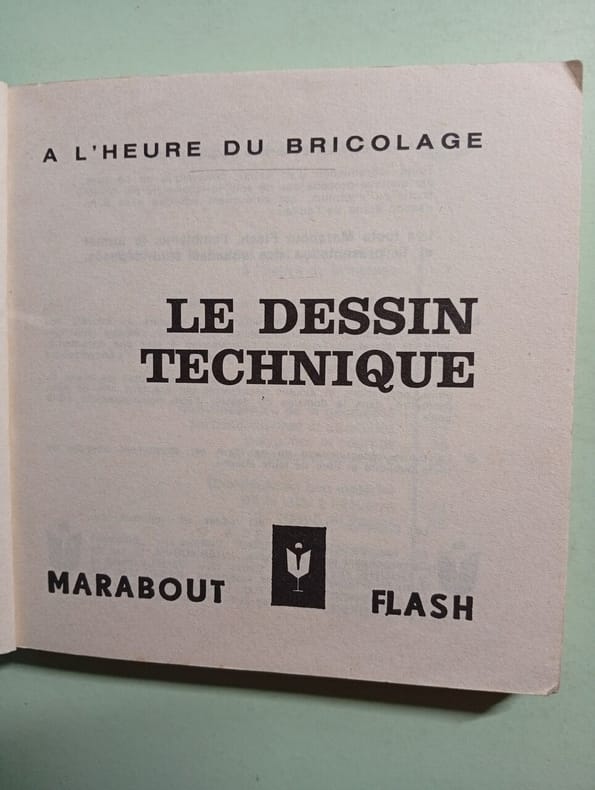 A L'HEURE DU BRICOLAGE
LE DESSIN
TECHNIQUE
MARABOUT FLASH